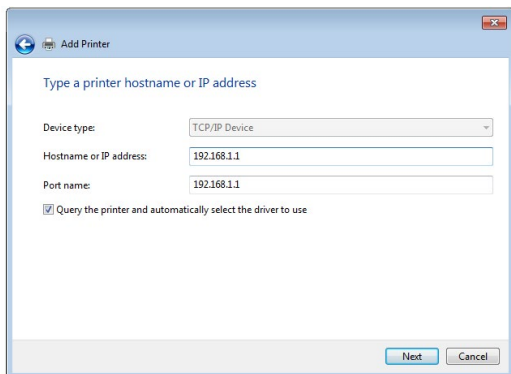 Add Printer
Type a printer hostname or IP address
Device type: TCP/IP Device
Hostname or IP address: 192.168.1.1
Port name: 192.168.1.1
Query the printer and automatically select the driver to use
Next Cancel